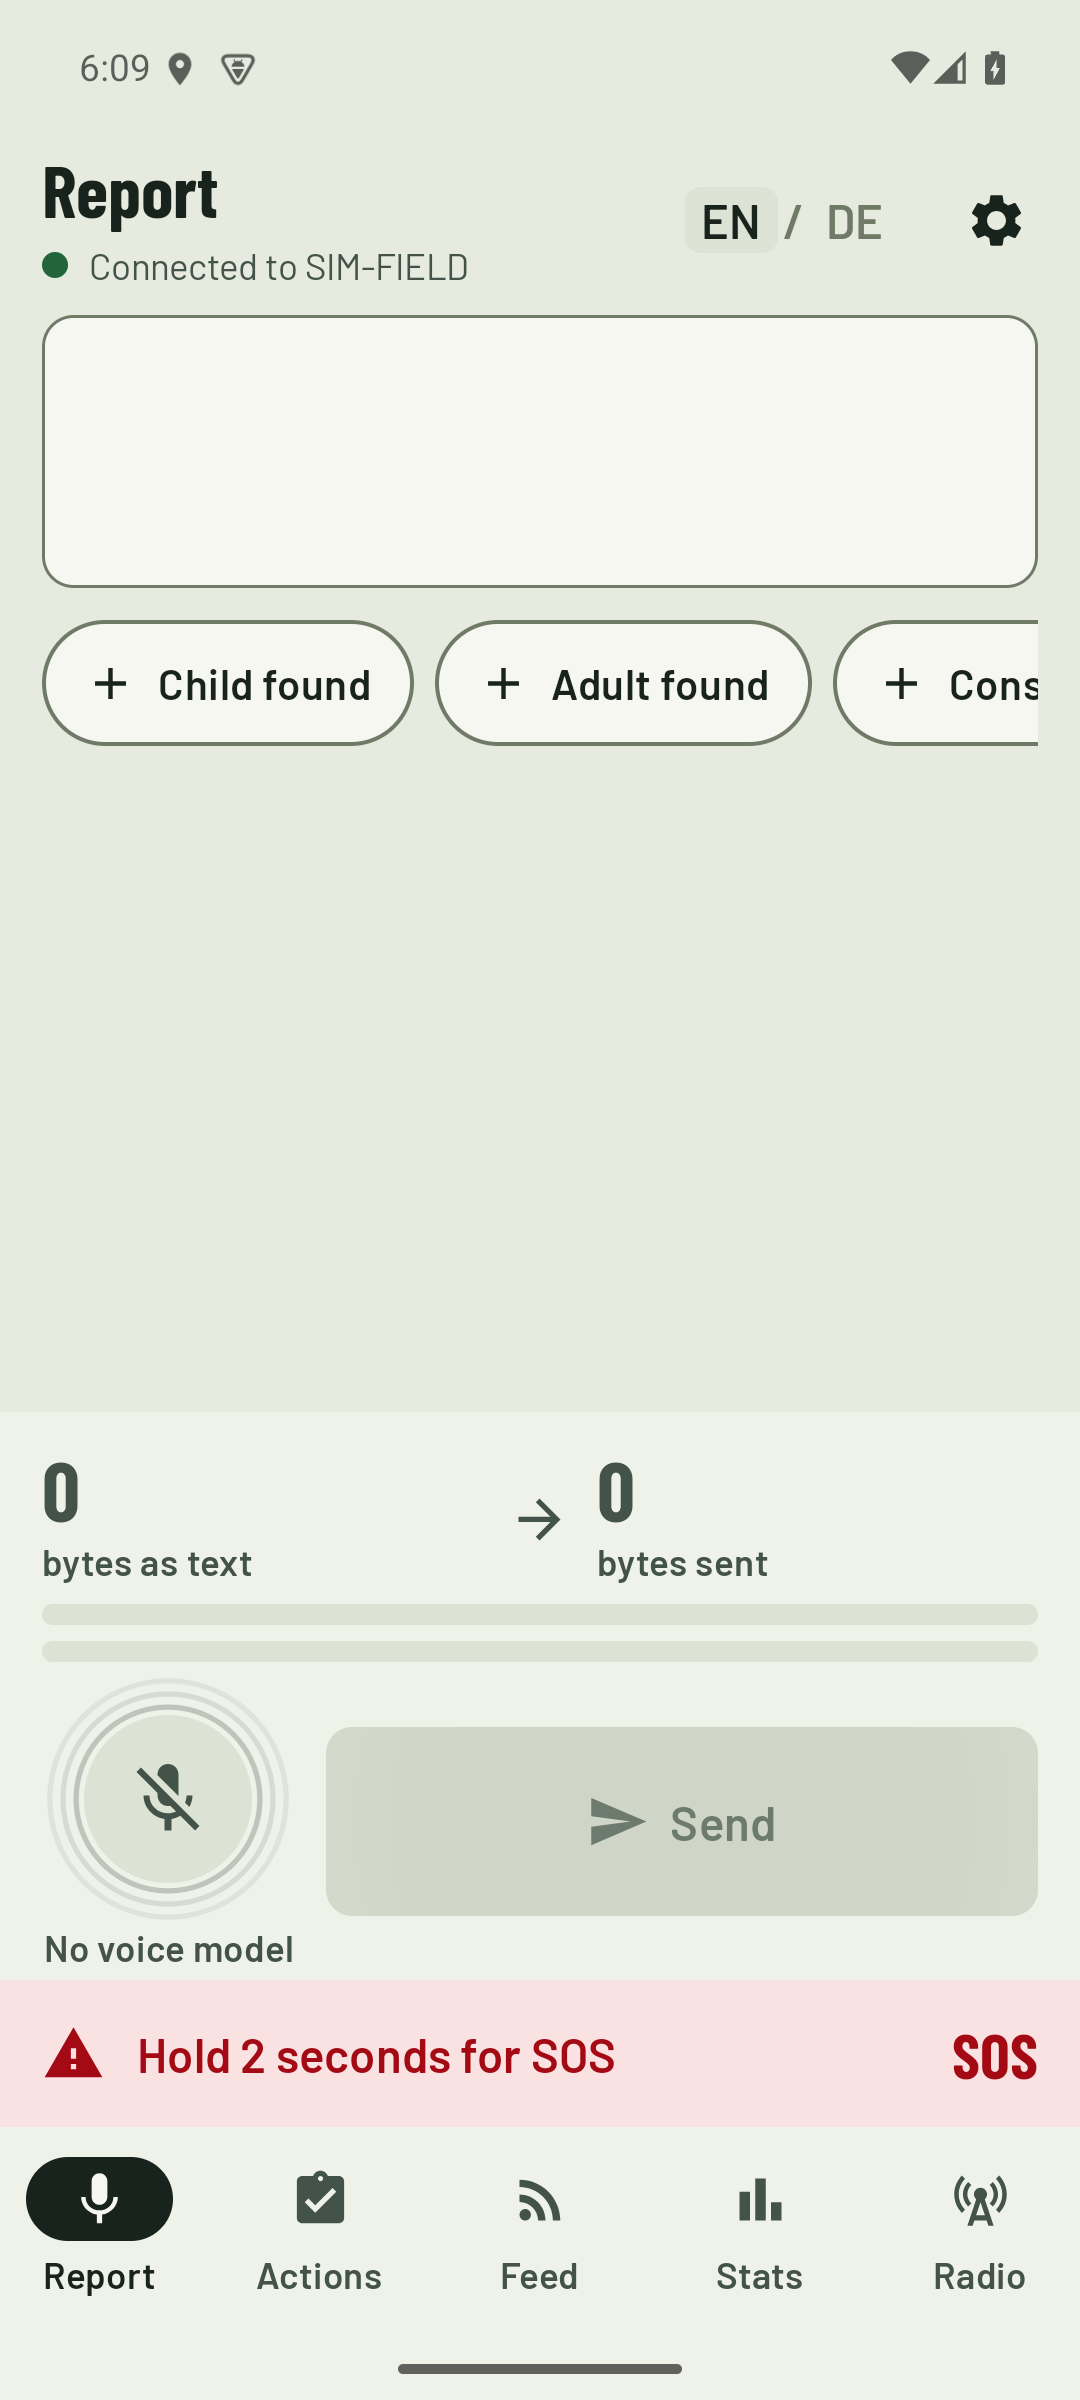 6:09
Report
EN / DE
Connected to SIM-FIELD
Child found
Adult found
Cons
0
0
bytes as text
bytes sent
Send
No voice model
Hold 2 seconds for SOS
SOS
Report
Actions
Feed
Stats
Radio